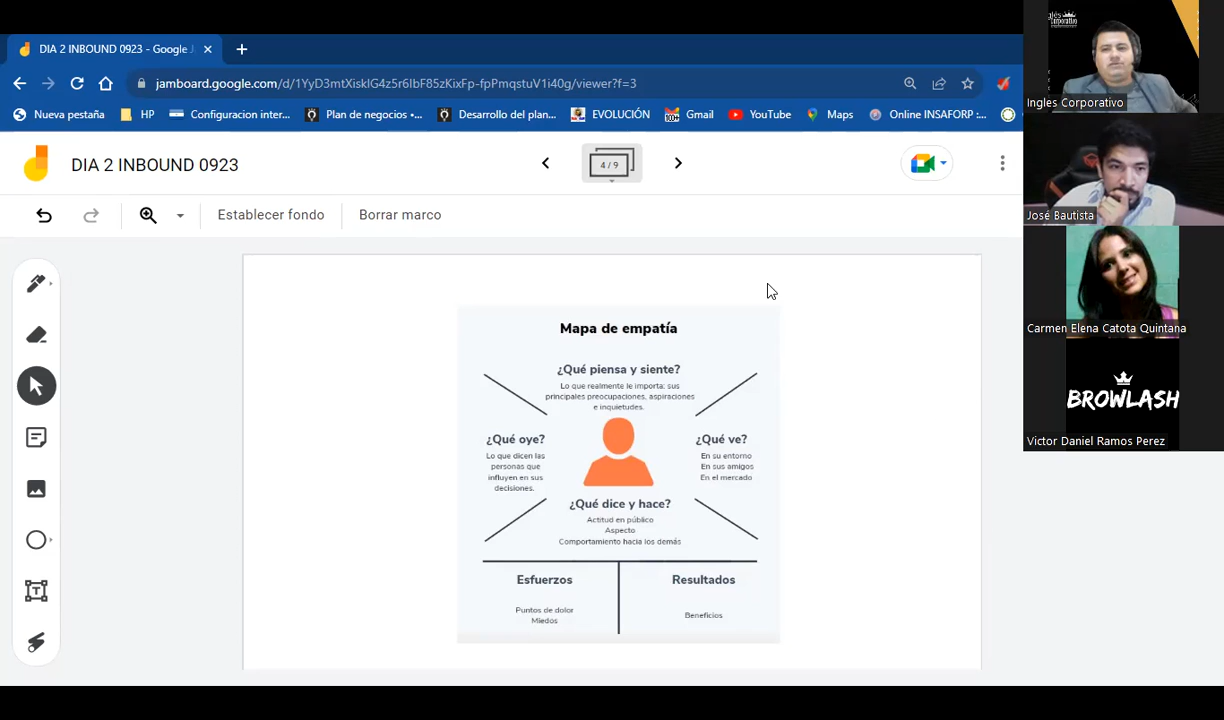 DIA 2 INBOUND 0923 - Google J
jamboard.google.com/d/1YyD3mtXiskIG4z5r6IbF85zKixFp-fpPmqstuV1i40g/viewer?f=3
Nueva pestaña
HP
Configuracion inter...
Plan de negocios •...
Desarrollo del plan...
EVOLUCIÓN
100+
Gmail
YouTube
Maps
Online INSAFORP :...
DIA 2 INBOUND 0923
4 / 9
Establecer fondo
Borrar marco
Mapa de empatía
¿Qué piensa y siente?
Lo que realmente le importa: sus
principales preocupaciones, aspiraciones
e inquietudes.
¿Qué oye?
Lo que dicen las
personas que
influyen en sus
decisiones.
¿Qué ve?
En su entorno
En sus amigos
En el mercado
¿Qué dice y hace?
Actitud en público
Aspecto
Comportamiento hacia los demás
Esfuerzos
Puntos de dolor
Miedos
Resultados
Beneficios
Ingles Corporativo
José Bautista
Carmen Elena Catota Quintana
BROWLASH
Victor Daniel Ramos Perez